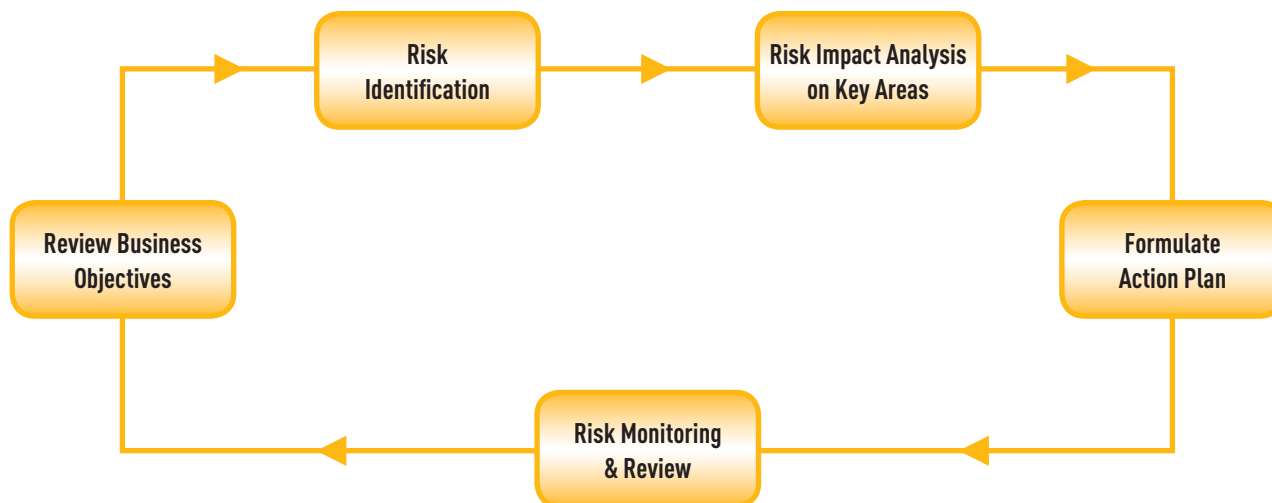 Risk
Identification
Risk Impact Analysis
on Key Areas
Review Business
Objectives
Formulate
Action Plan
Risk Monitoring
& Review